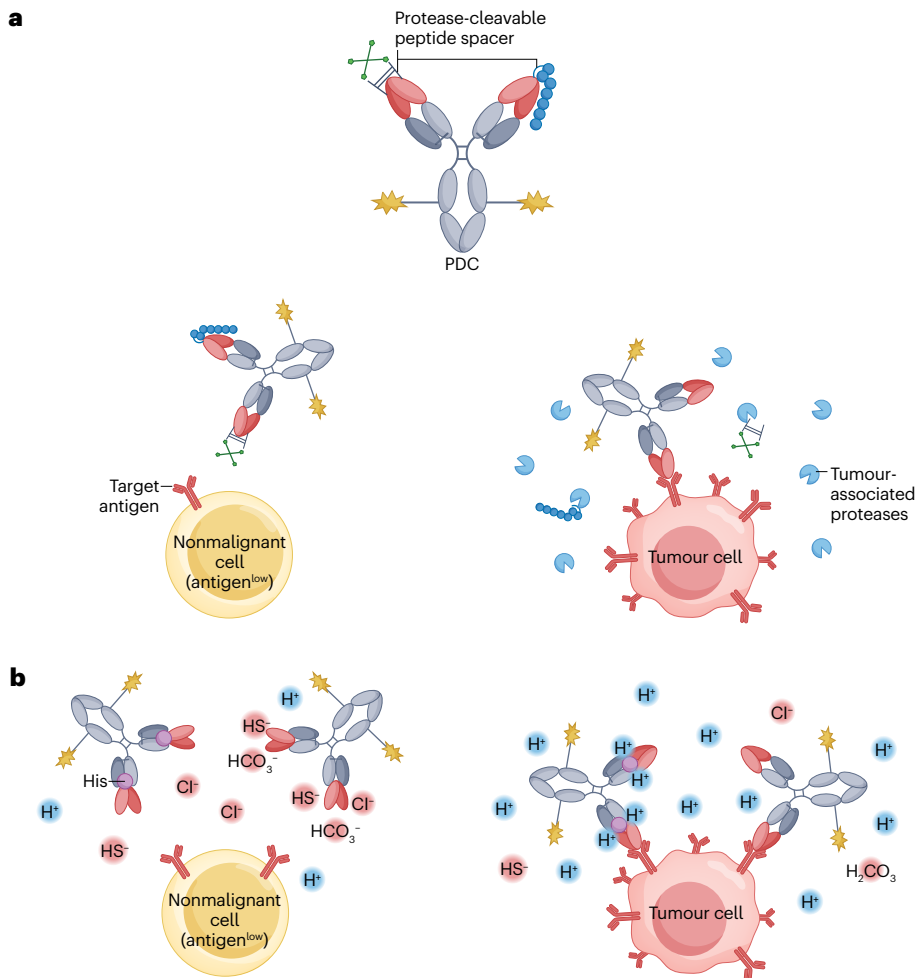 a
Protease-cleavable
peptide spacer
PDC
Target
antigen
Nonmalignant
cell
(antigenˡᵒʷ)
Tumour cell
Tumour-
associated
proteases
b
His
H⁺
HS⁻
Cl⁻
Cl⁻
H⁺
HS⁻
HCO₃⁻
HS⁻
Cl⁻
HCO₃⁻
H⁺
Nonmalignant
cell
(antigenˡᵒʷ)
H⁺
Cl⁻
H⁺
H⁺
H⁺
H⁺
H⁺
H⁺
H⁺
H⁺
H⁺
H⁺
H⁺
HS⁻
H⁺
H₂CO₃
H⁺
Tumour cell